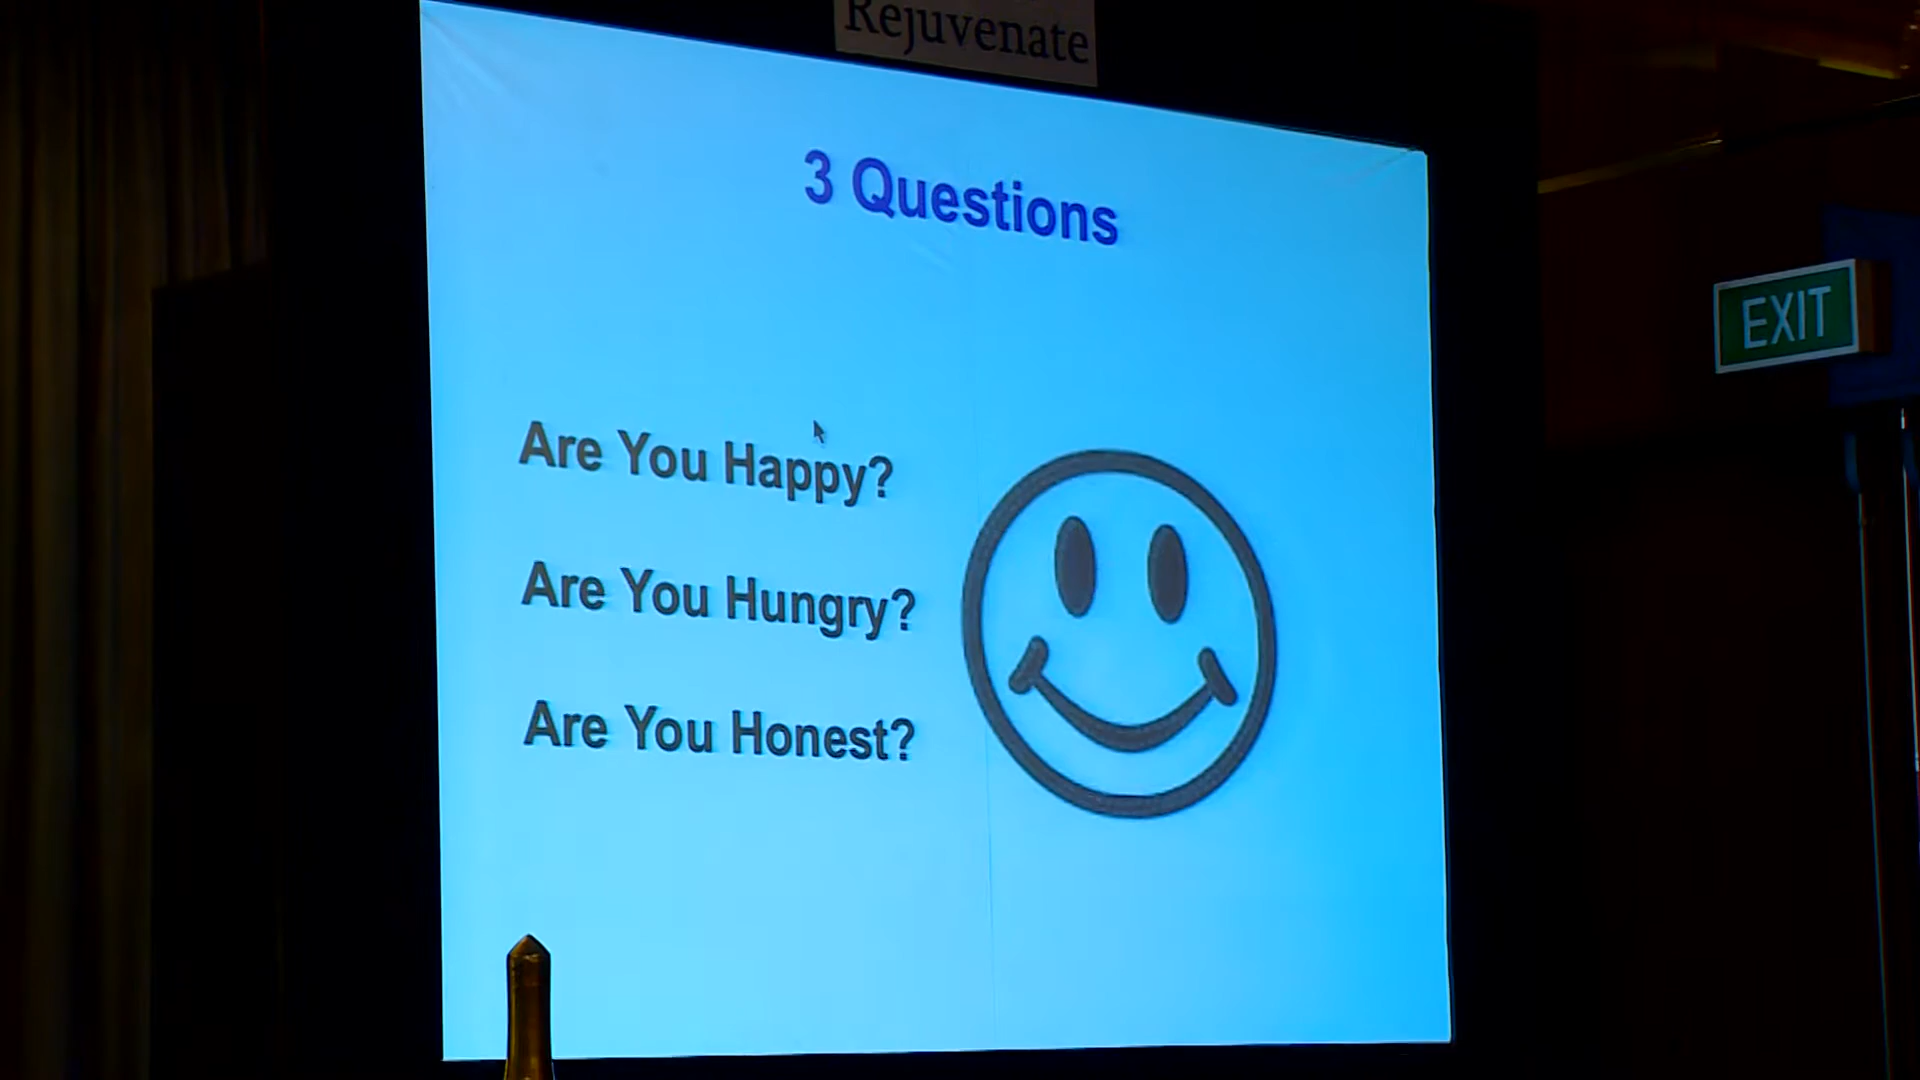 Rejuvenate
3 Questions
EXIT
Are You Happy?
Are You Hungry?
Are You Honest?